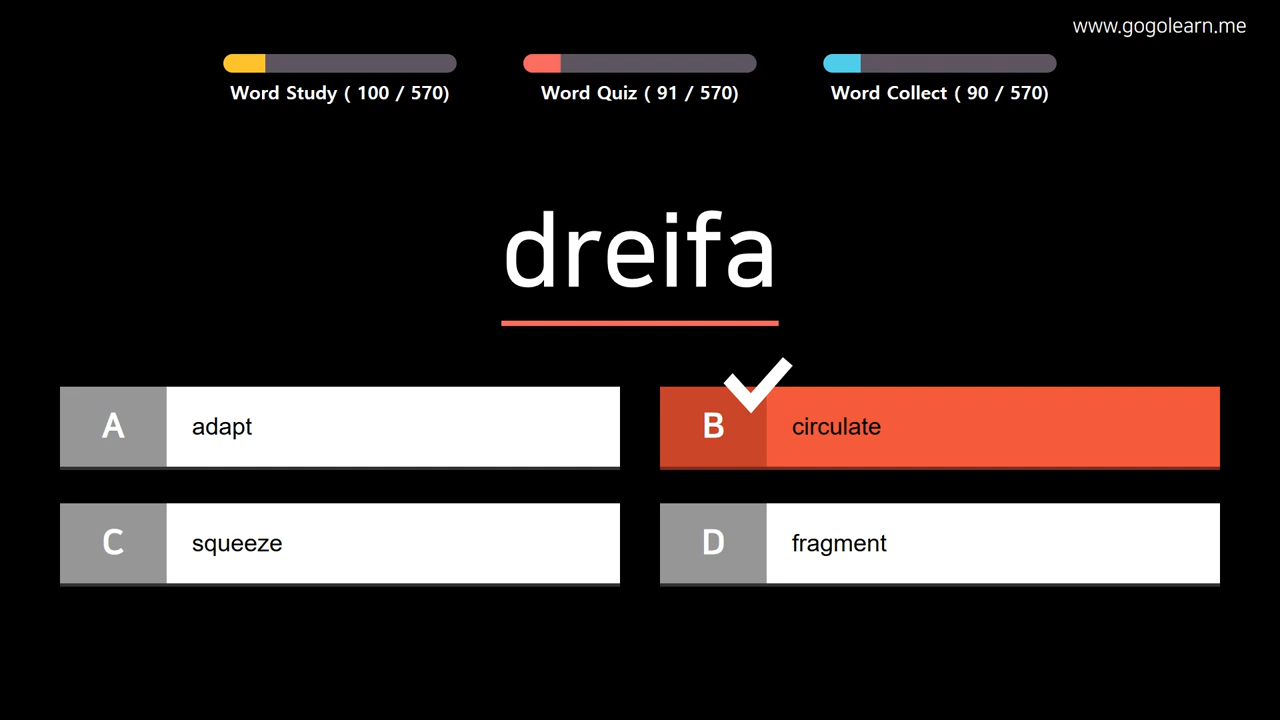 www.gogolearn.me
Word Study ( 100 / 570)
Word Quiz ( 91 / 570)
Word Collect ( 90 / 570)
dreifa
A adapt
B circulate
C squeeze
D fragment